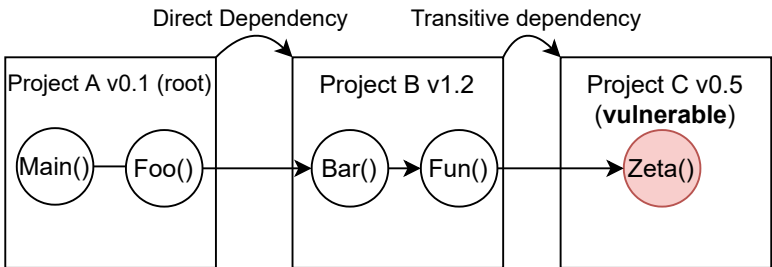 Direct Dependency
Transitive dependency
Project A v0.1 (root)
Project B v1.2
Project C v0.5
(vulnerable)
Main()
Foo()
Bar()
Fun()
Zeta()